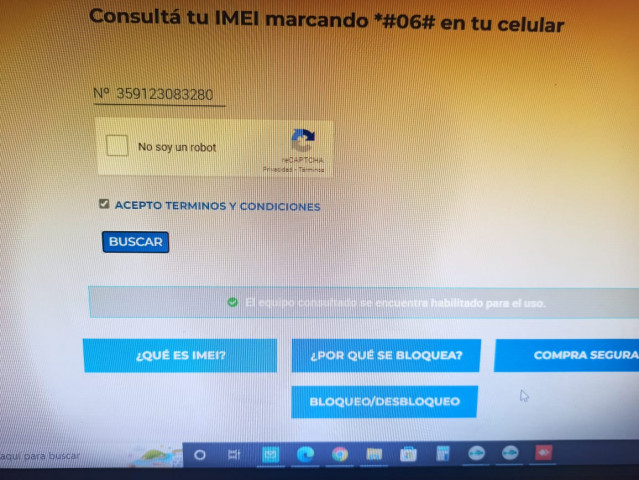 Consultá tu IMEI marcando *#06# en tu celular
Nº 359123083280
No soy un robot
reCAPTCHA
Privacidad - Términos
ACEPTO TERMINOS Y CONDICIONES
BUSCAR
El equipo consultado se encuentra habilitado para el uso.
¿QUÉ ES IMEI?
¿POR QUÉ SE BLOQUEA?
COMPRA SEGURA
BLOQUEO/DESBLOQUEO
aquí para buscar